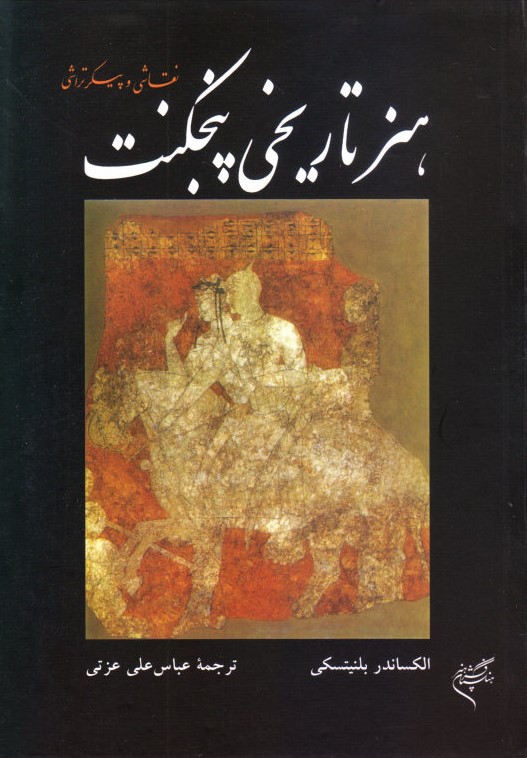 نقاشی و پیکرتراشی
هنر تاریخی پنجکنت
الکساندر بلنیتسکی
ترجمهٔ عباس‌علی عزتی